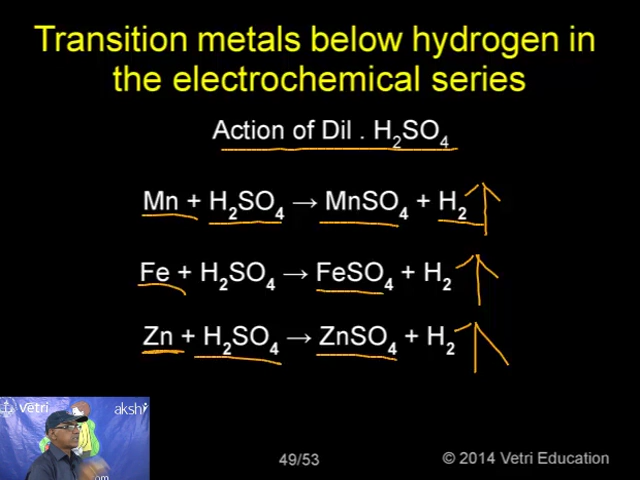 Transition metals below hydrogen in
the electrochemical series
Action of Dil . H₂SO₄
Mn + H₂SO₄ → MnSO₄ + H₂
Fe + H₂SO₄ → FeSO₄ + H₂
Zn + H₂SO₄ → ZnSO₄ + H₂
Vetri akshi
om
49/53
© 2014 Vetri Education